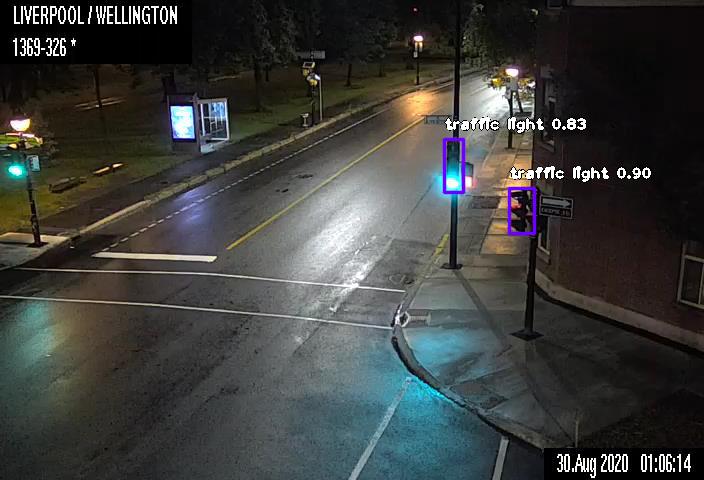 LIVERPOOL / WELLINGTON
1369-326 *
traffic light 0.83
traffic light 0.90
30.Aug 2020 01:06:14